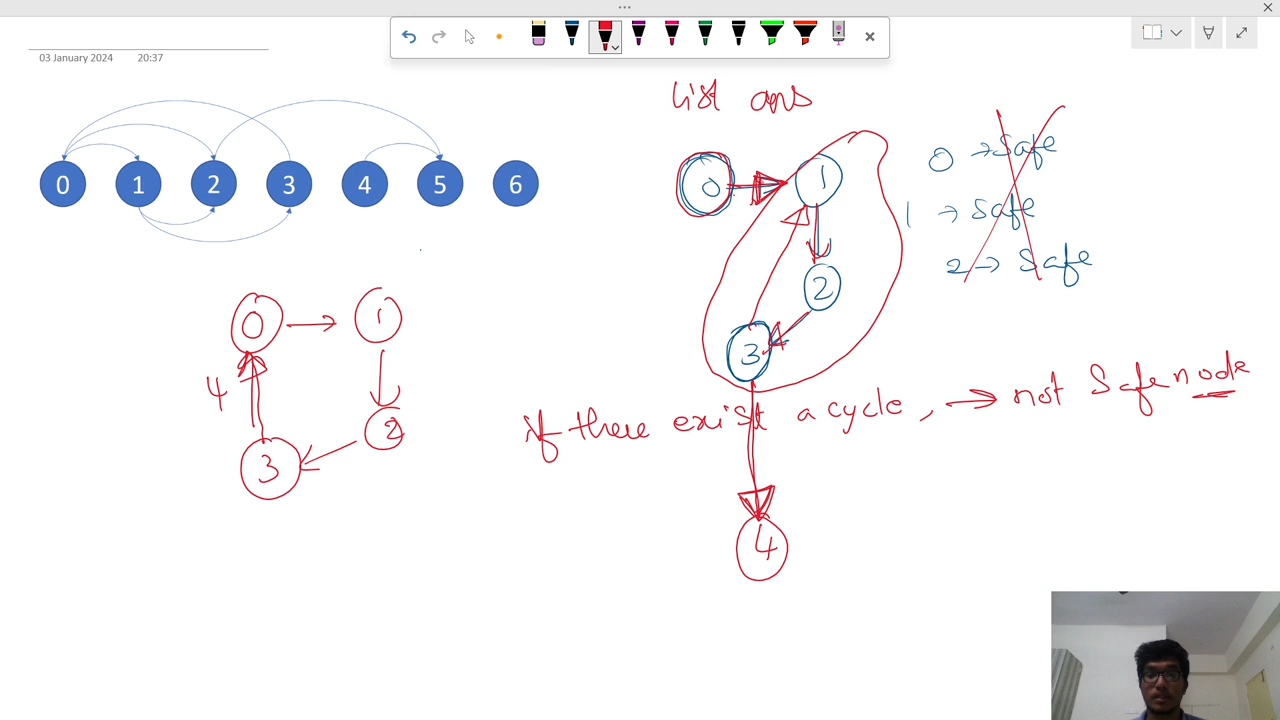 03 January 2024 20:37
0 1 2 3 4 5 6
list ans
0 → safe
1 → safe
2 → safe
0 → 1
2
3
4
0 → 1
2
3
4
if there exist a cycle, → not safe node